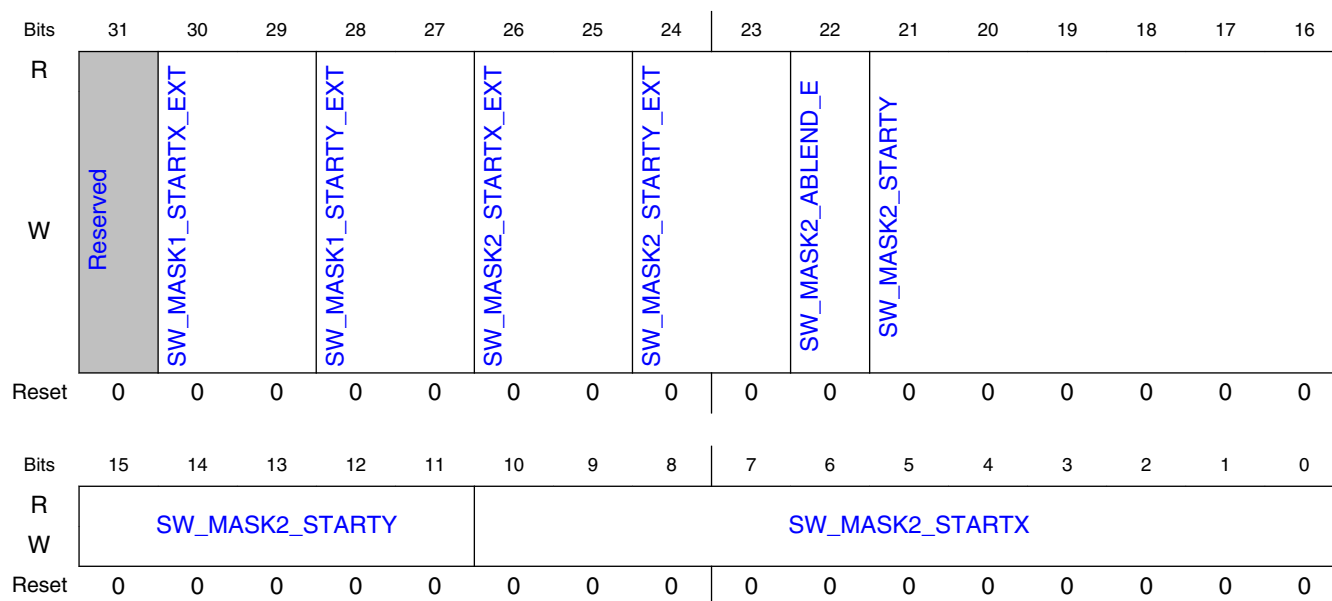 Bits 31 30 29 28 27 26 25 24 23 22 21 20 19 18 17 16
R
W
Reserved
SW_MASK1_STARTX_EXT
SW_MASK1_STARTY_EXT
SW_MASK2_STARTX_EXT
SW_MASK2_STARTY_EXT
SW_MASK2_ABLEND_E
SW_MASK2_STARTY
Reset 0 0 0 0 0 0 0 0 0 0 0 0 0 0 0 0
Bits 15 14 13 12 11 10 9 8 7 6 5 4 3 2 1 0
R
W
SW_MASK2_STARTY SW_MASK2_STARTX
Reset 0 0 0 0 0 0 0 0 0 0 0 0 0 0 0 0